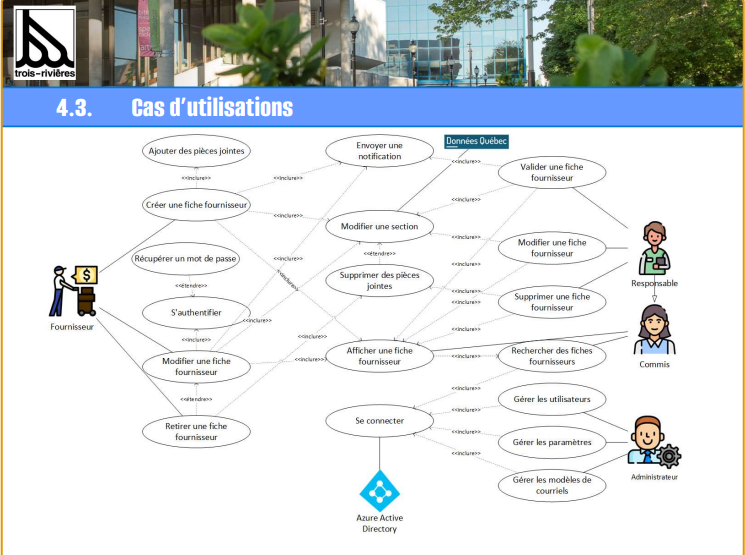 trois-rivières
4.3. Cas d'utilisations
Données Québec
Ajouter des pièces jointes
Envoyer une
notification
<<inclure>>
Valider une fiche
fournisseur
<<inclure>>
<<inclure>>
<<inclure>>
Créer une fiche fournisseur
<<inclure>>
Modifier une section
<<inclure>>
Modifier une fiche
fournisseur
<<inclure>>
<<étendre>>
Récupérer un mot de passe
<<inclure>>
<<inclure>>
<<inclure>>
Supprimer des pièces
jointes
Responsable
<<étendre>>
<<inclure>>
<<inclure>>
Supprimer une fiche
fournisseur
S'authentifier
Fournisseur
<<inclure>>
<<inclure>>
<<inclure>>
<<inclure>>
Modifier une fiche
fournisseur
<<inclure>>
Afficher une fiche
fournisseur
<<inclure>>
Rechercher des fiches
fournisseurs
Commis
<<étendre>>
<<inclure>>
Gérer les utilisateurs
Retirer une fiche
fournisseur
Se connecter
<<inclure>>
<<inclure>>
Gérer les paramètres
<<inclure>>
Administrateur
Gérer les modèles de
courriels
Azure Active
Directory